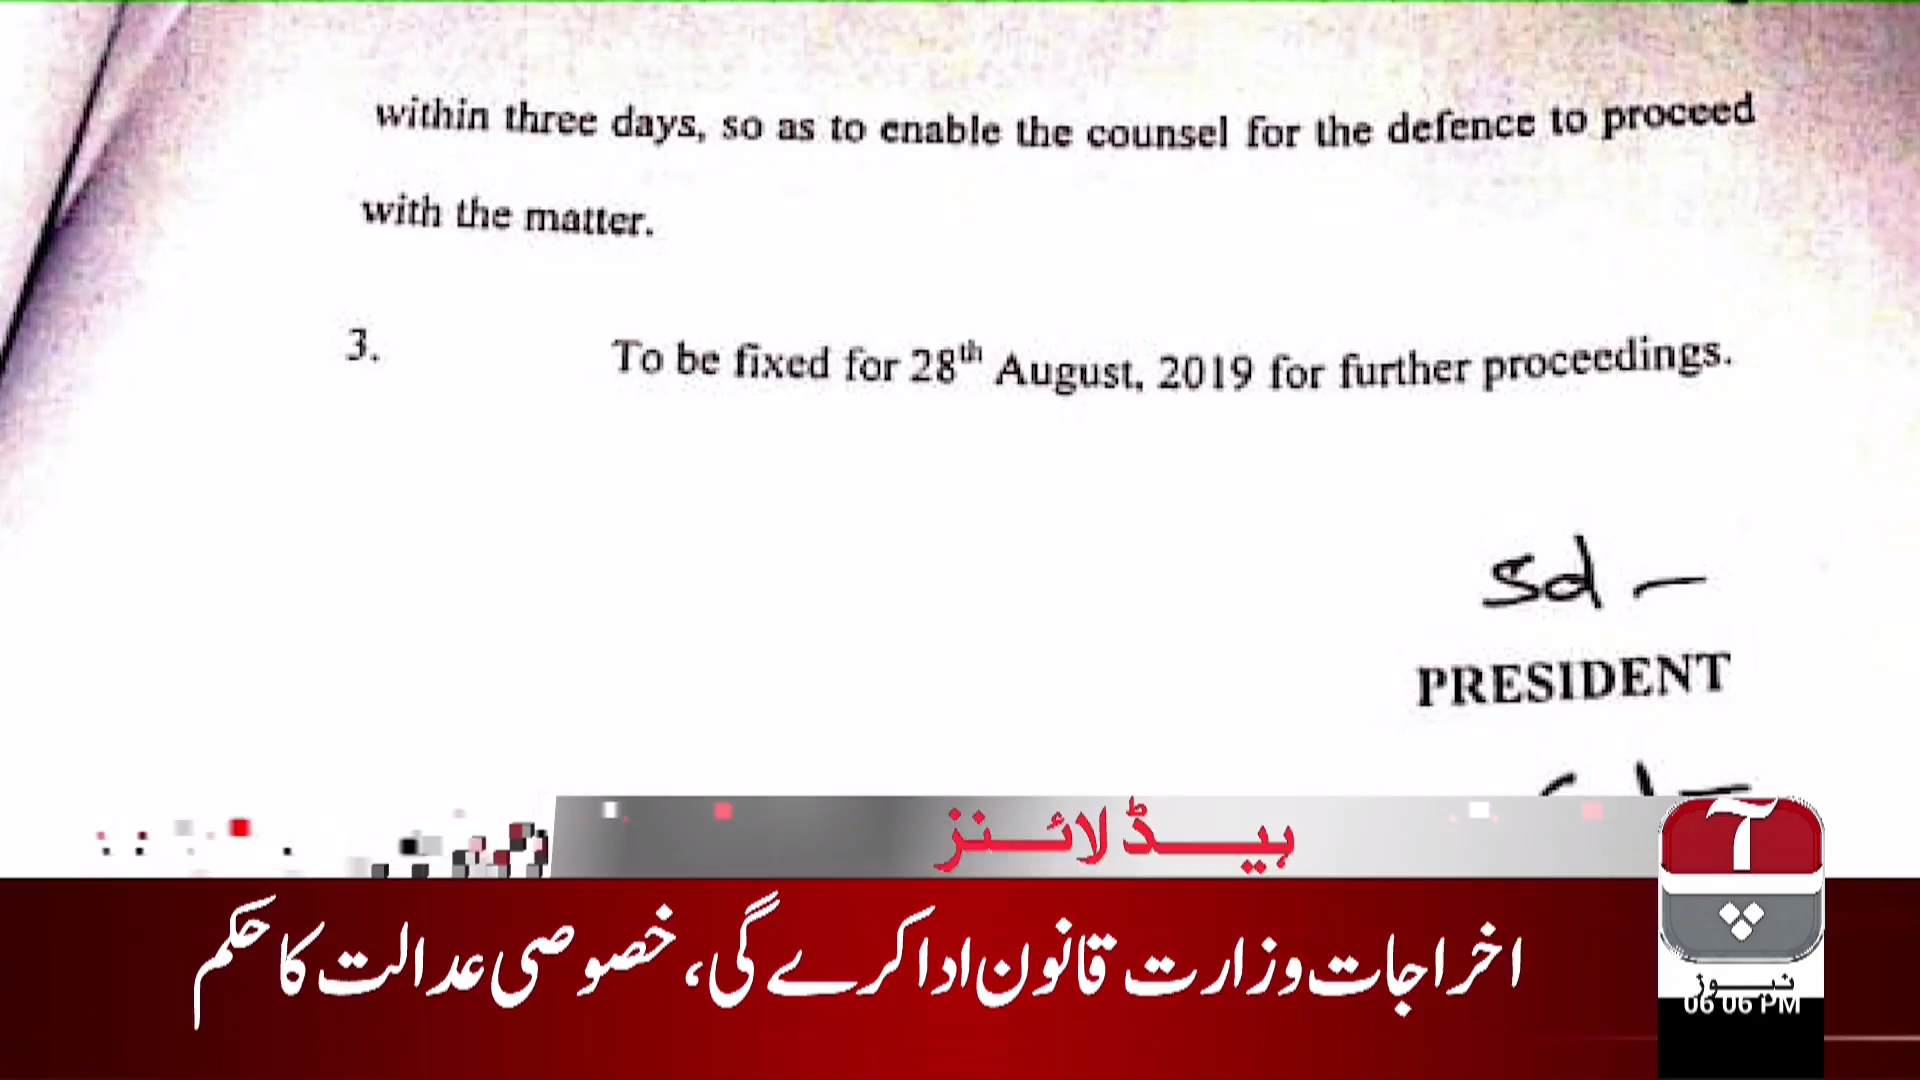 within three days, so as to enable the counsel for the defence to proceed
with the matter.
3. To be fixed for 28th August, 2019 for further proceedings.
Sd –
PRESIDENT
ہیڈ لائنز
اخراجات وزارت قانون ادا کرے گی، خصوصی عدالت کا حکم
آپ
نیوز
06 06 PM